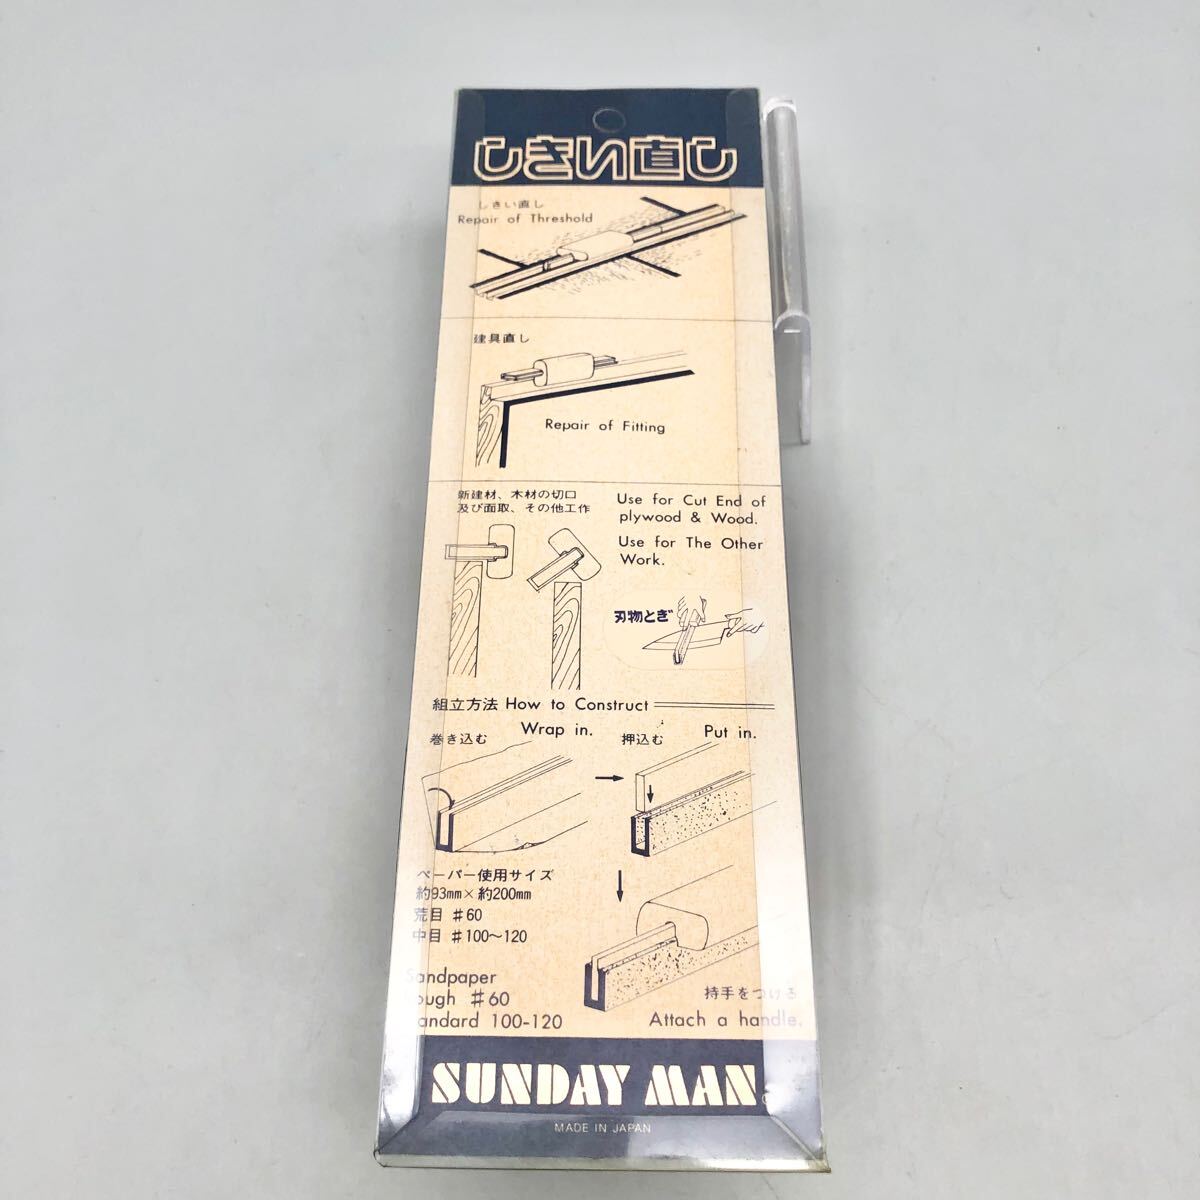 しきい直し
しきい直し
Repair of Threshold
建具直し
Repair of Fitting
新建材、木材の切口
及び面取、その他工作
Use for Cut End of
plywood & Wood.
Use for The Other
Work.
刃物とぎ
組立方法 How to Construct
巻き込む
Wrap in.
押込む
Put in.
ペーパー使用サイズ
約93mm×約200mm
荒目 #60
中目 #100〜120
Sandpaper
ough #60
andard 100-120
持手をつける
Attach a handle.
SUNDAY MAN
MADE IN JAPAN